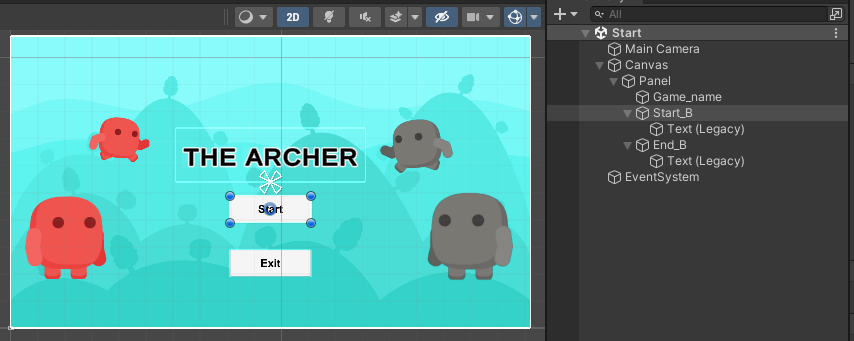 2D
THE ARCHER
Start
Exit
All
Start
Main Camera
Canvas
Panel
Game_name
Start_B
Text (Legacy)
End_B
Text (Legacy)
EventSystem